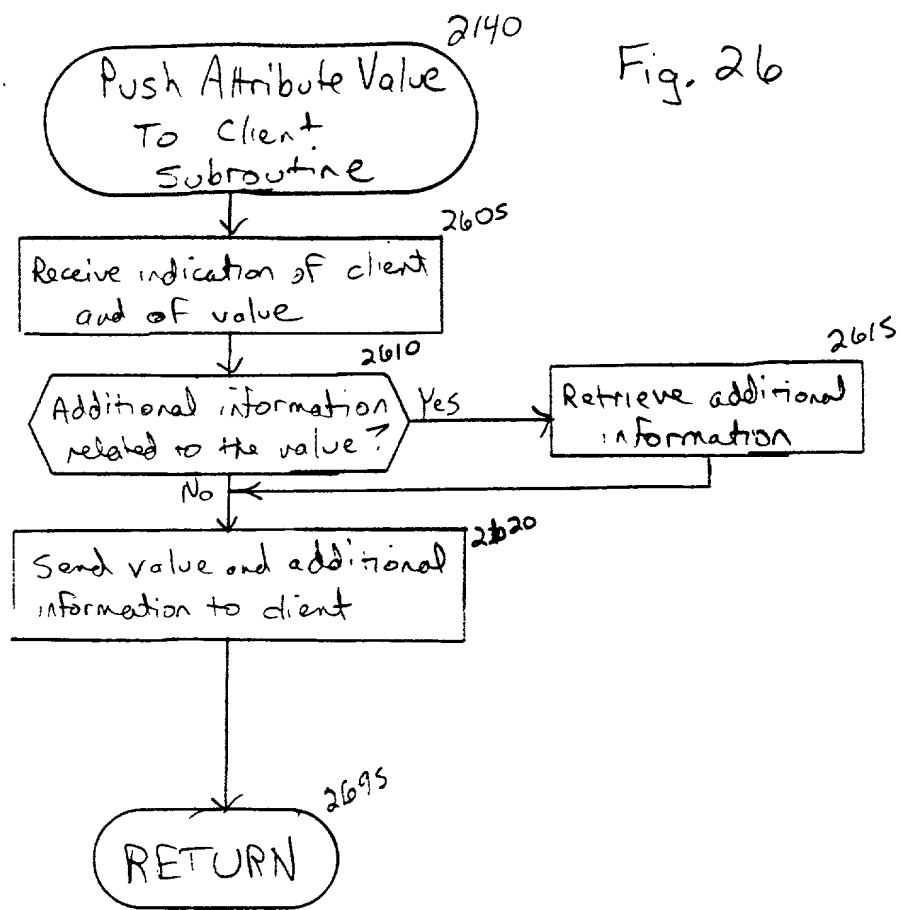 2140
Fig. 26
Push Attribute Value
To Client
Subroutine
2605
Receive indication of client
and of value
2610
Additional information
related to the value?
Yes
2615
Retrieve additional
information
No
2620
Send value and additional
information to client
2695
RETURN